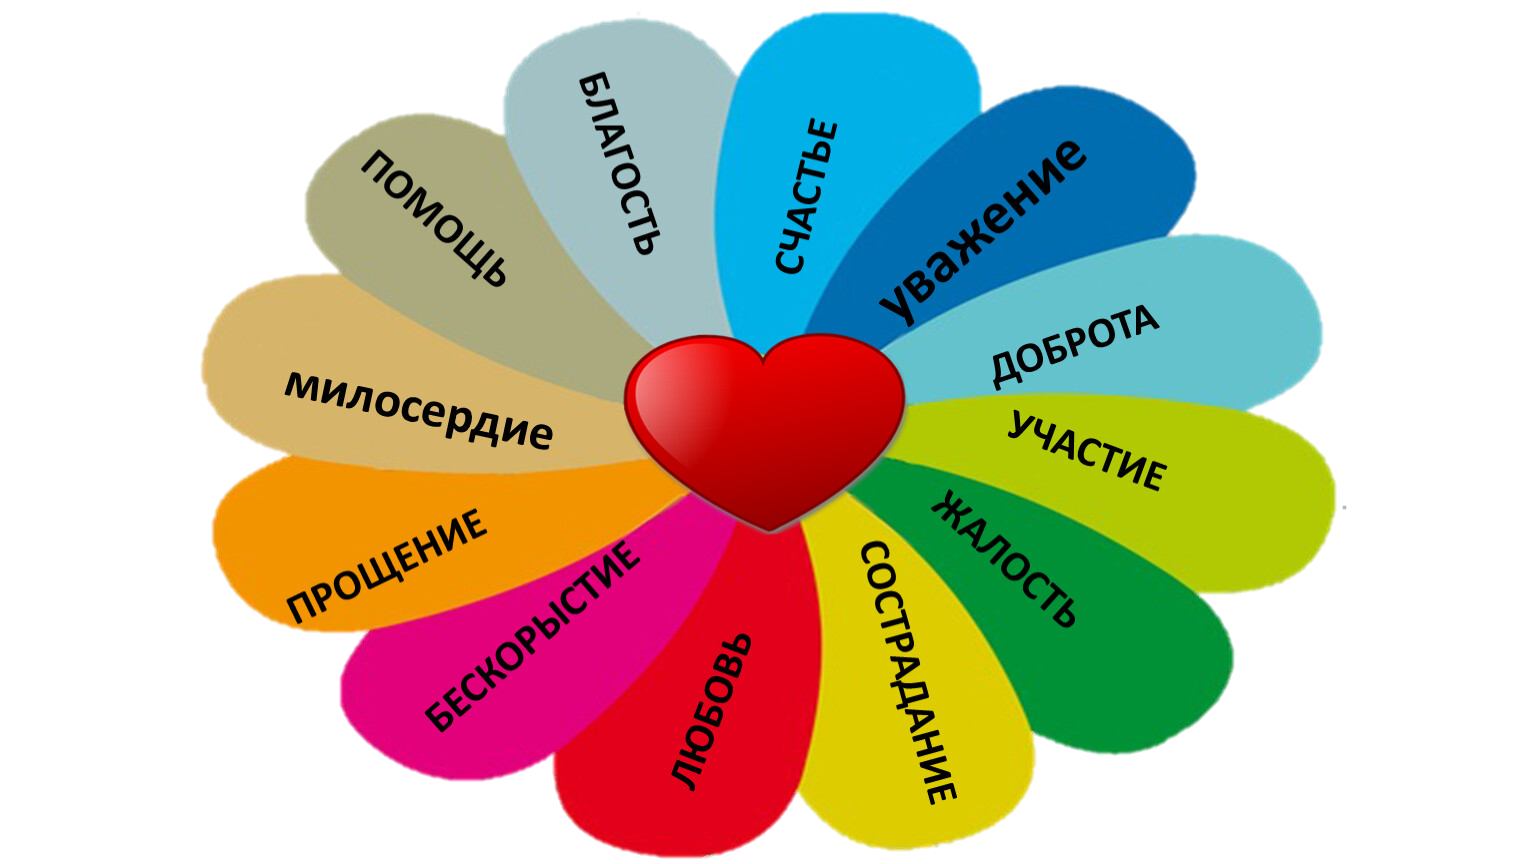 СЧАСТЬЕ
уважение
ДОБРОТА
УЧАСТИЕ
ЖАЛОСТЬ
СОСТРАДАНИЕ
ЛЮБОВЬ
БЕСКОРЫСТИЕ
ПРОЩЕНИЕ
милосердие
ПОМОЩЬ
БЛАГОСТЬ